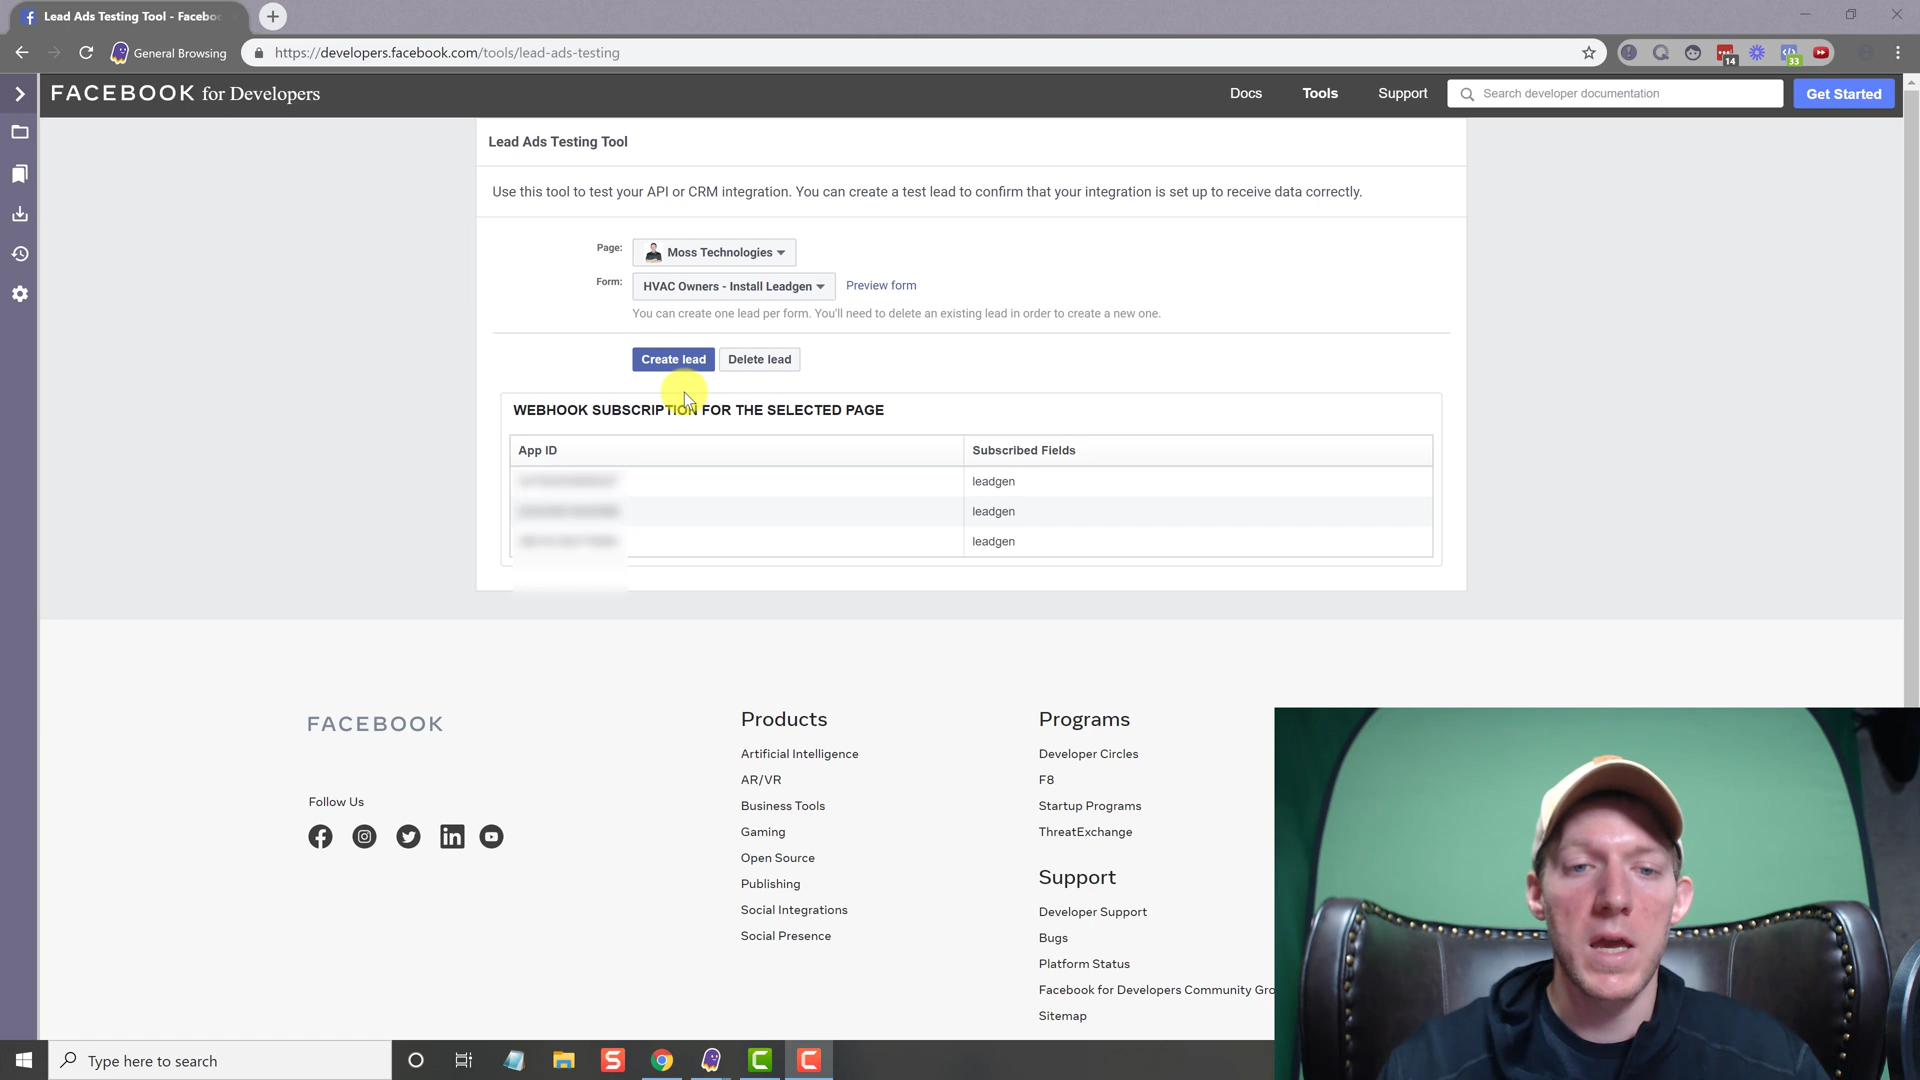 Lead Ads Testing Tool - Facebo
General Browsing
https://developers.facebook.com/tools/lead-ads-testing
14
33
FACEBOOK for Developers
Docs
Tools
Support
Search developer documentation
Get Started
Lead Ads Testing Tool
Use this tool to test your API or CRM integration. You can create a test lead to confirm that your integration is set up to receive data correctly.
Page:
Moss Technologies
Form:
HVAC Owners - Install Leadgen
Preview form
You can create one lead per form. You'll need to delete an existing lead in order to create a new one.
Create lead
Delete lead
WEBHOOK SUBSCRIPTION FOR THE SELECTED PAGE
App ID
Subscribed Fields
leadgen
leadgen
leadgen
FACEBOOK
Follow Us
Products
Artificial Intelligence
AR/VR
Business Tools
Gaming
Open Source
Publishing
Social Integrations
Social Presence
Programs
Developer Circles
F8
Startup Programs
ThreatExchange
Support
Developer Support
Bugs
Platform Status
Facebook for Developers Community Gro
Sitemap
Type here to search